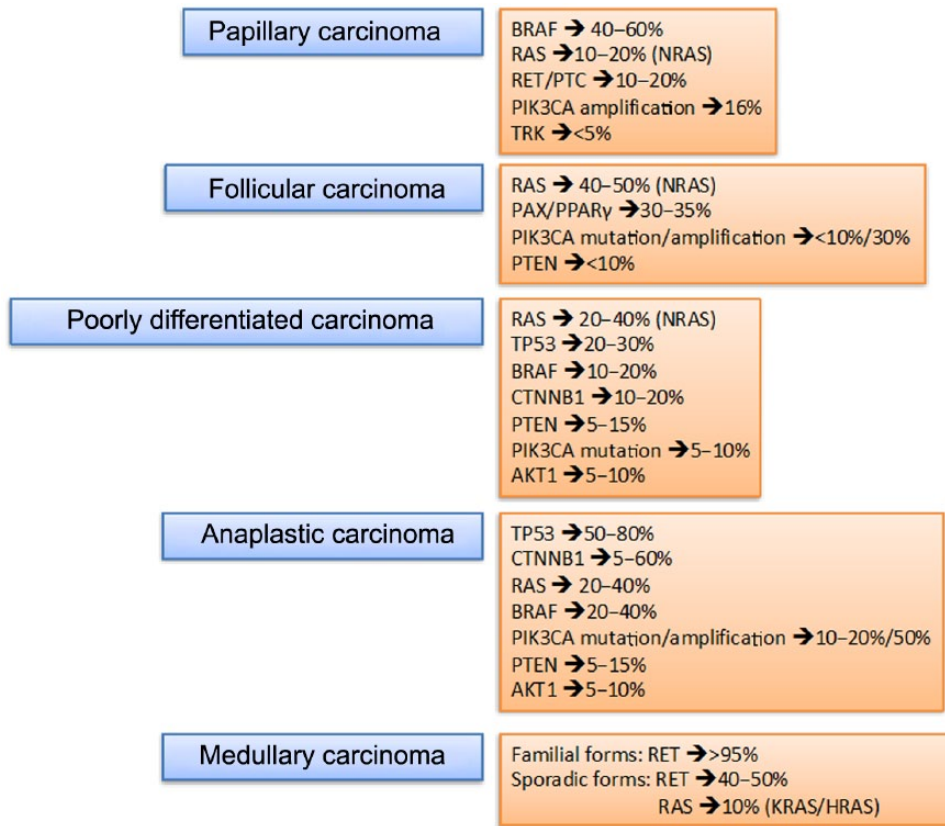 Papillary carcinoma
BRAF ➔ 40–60%
RAS ➔10–20% (NRAS)
RET/PTC ➔10–20%
PIK3CA amplification ➔16%
TRK ➔<5%
Follicular carcinoma
RAS ➔ 40–50% (NRAS)
PAX/PPARγ ➔30–35%
PIK3CA mutation/amplification ➔<10%/30%
PTEN ➔<10%
Poorly differentiated carcinoma
RAS ➔ 20–40% (NRAS)
TP53 ➔20–30%
BRAF ➔10–20%
CTNNB1 ➔10–20%
PTEN ➔5–15%
PIK3CA mutation ➔5–10%
AKT1 ➔5–10%
Anaplastic carcinoma
TP53 ➔50–80%
CTNNB1 ➔5–60%
RAS ➔ 20–40%
BRAF ➔20–40%
PIK3CA mutation/amplification ➔10–20%/50%
PTEN ➔5–15%
AKT1 ➔5–10%
Medullary carcinoma
Familial forms: RET ➔>95%
Sporadic forms: RET ➔40–50%
RAS ➔10% (KRAS/HRAS)